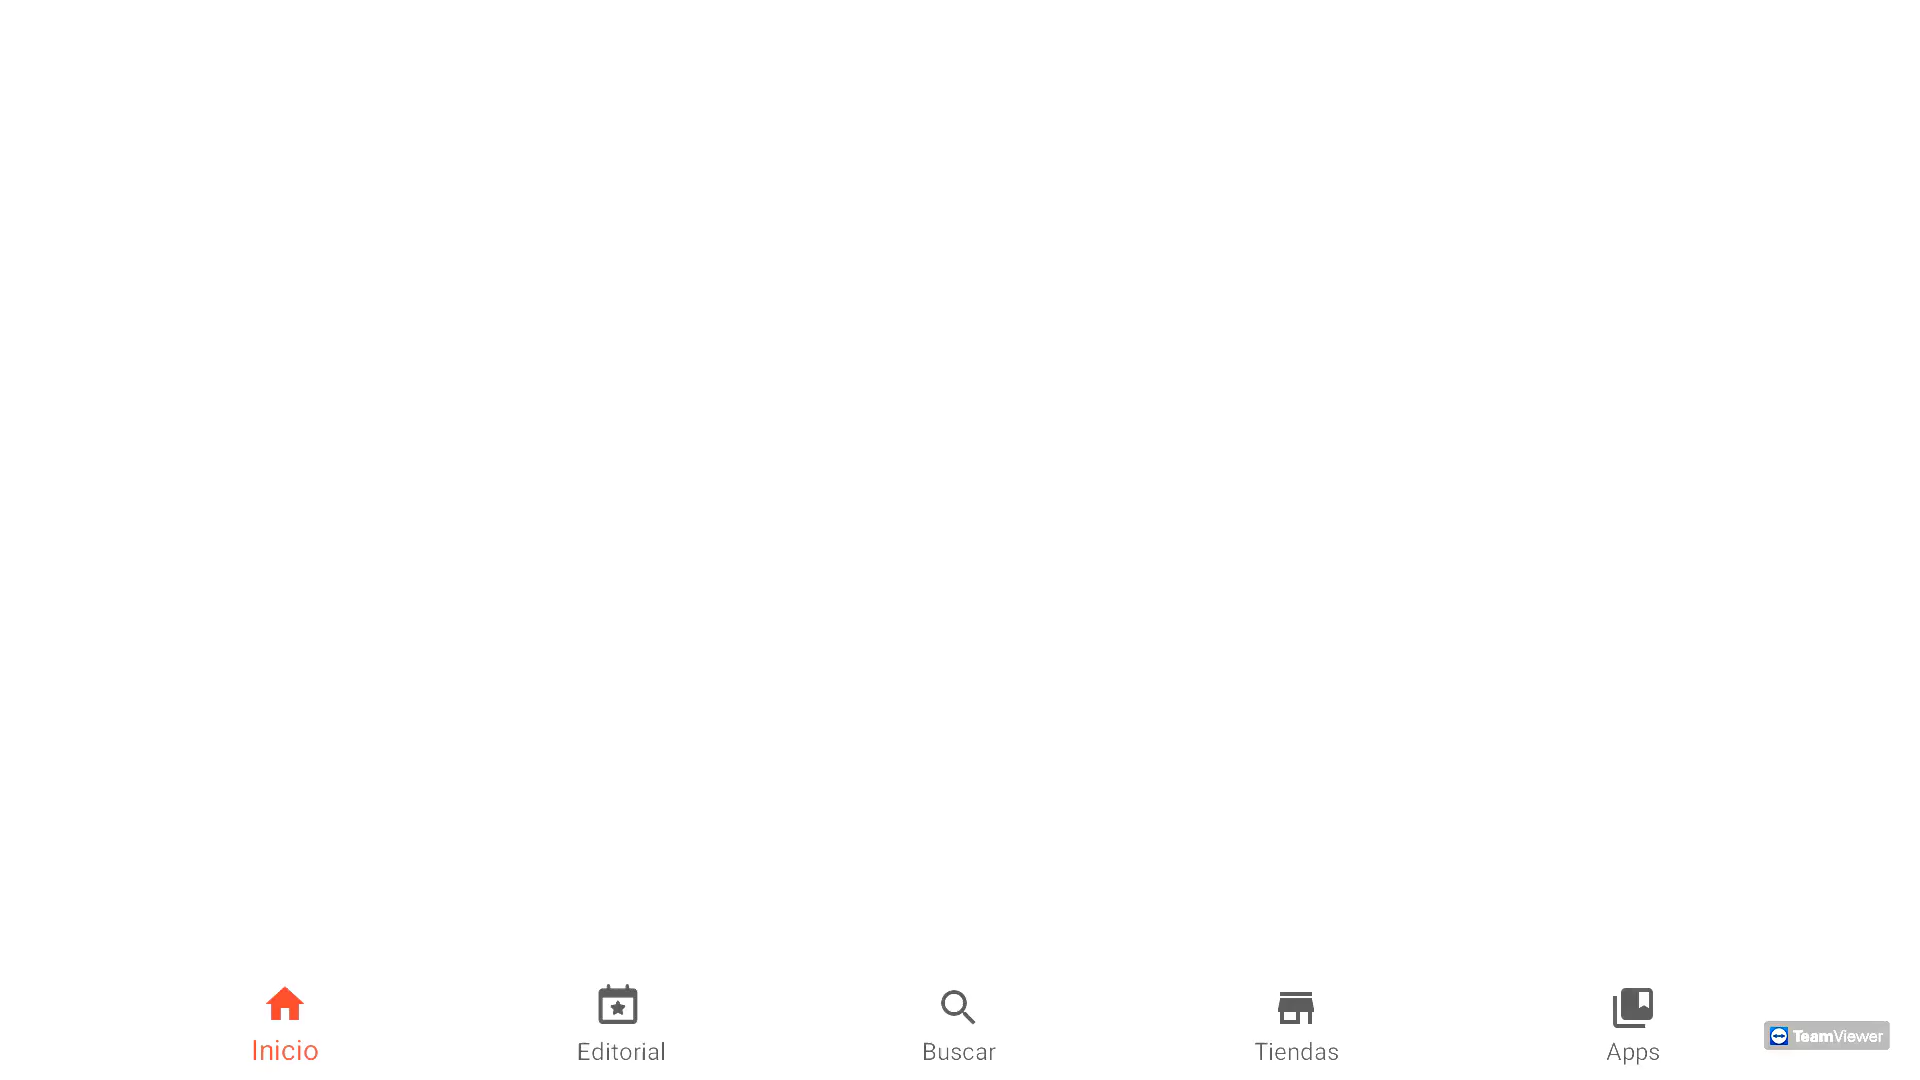 Inicio
Editorial
Buscar
Tiendas
Apps
TeamViewer